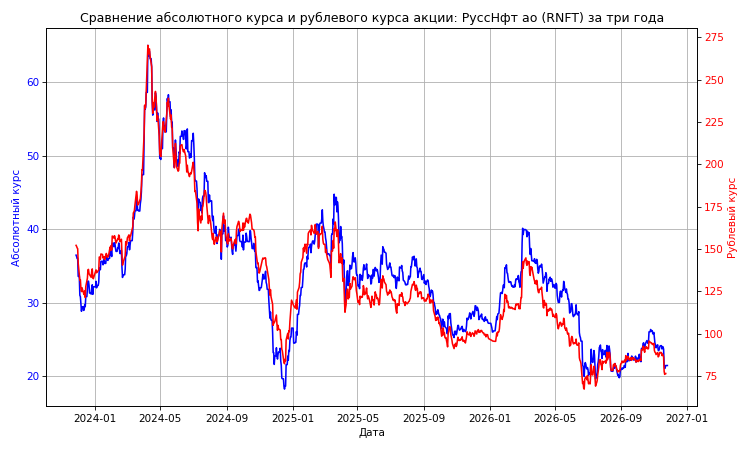 Сравнение абсолютного курса и рублевого курса акции: РуссНфт ао (RNFT) за три года
Абсолютный курс
60
50
40
30
20
275
250
225
200
175
150
125
100
75
Рублевый курс
2024-01 2024-05 2024-09 2025-01 2025-05 2025-09 2026-01 2026-05 2026-09 2027-01
Дата